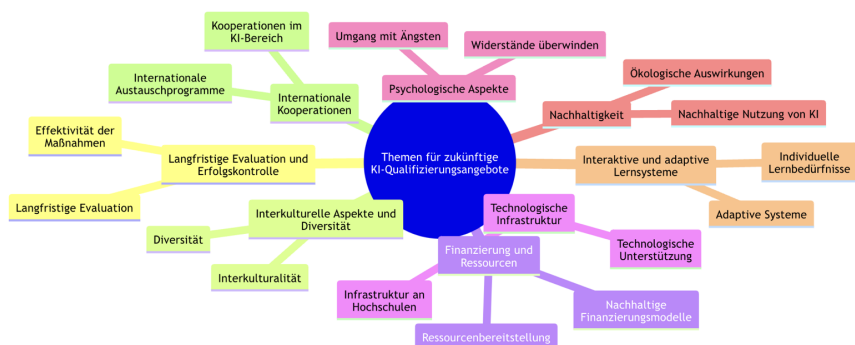 Kooperationen im
KI-Bereich
Umgang mit Ängsten
Widerstände überwinden
Ökologische Auswirkungen
Internationale
Austauschprogramme
Internationale
Kooperationen
Psychologische Aspekte
Nachhaltigkeit
Nachhaltige Nutzung von KI
Effektivität der
Maßnahmen
Langfristige Evaluation und
Erfolgskontrolle
Themen für zukünftige
KI-Qualifizierungsangebote
Interaktive und adaptive
Lernsysteme
Individuelle
Lernbedürfnisse
Langfristige Evaluation
Interkulturelle Aspekte und
Diversität
Technologische
Infrastruktur
Adaptive Systeme
Diversität
Interkulturalität
Finanzierung und
Ressourcen
Technologische
Unterstützung
Infrastruktur an
Hochschulen
Nachhaltige
Finanzierungsmodelle
Ressourcenbereitstellung